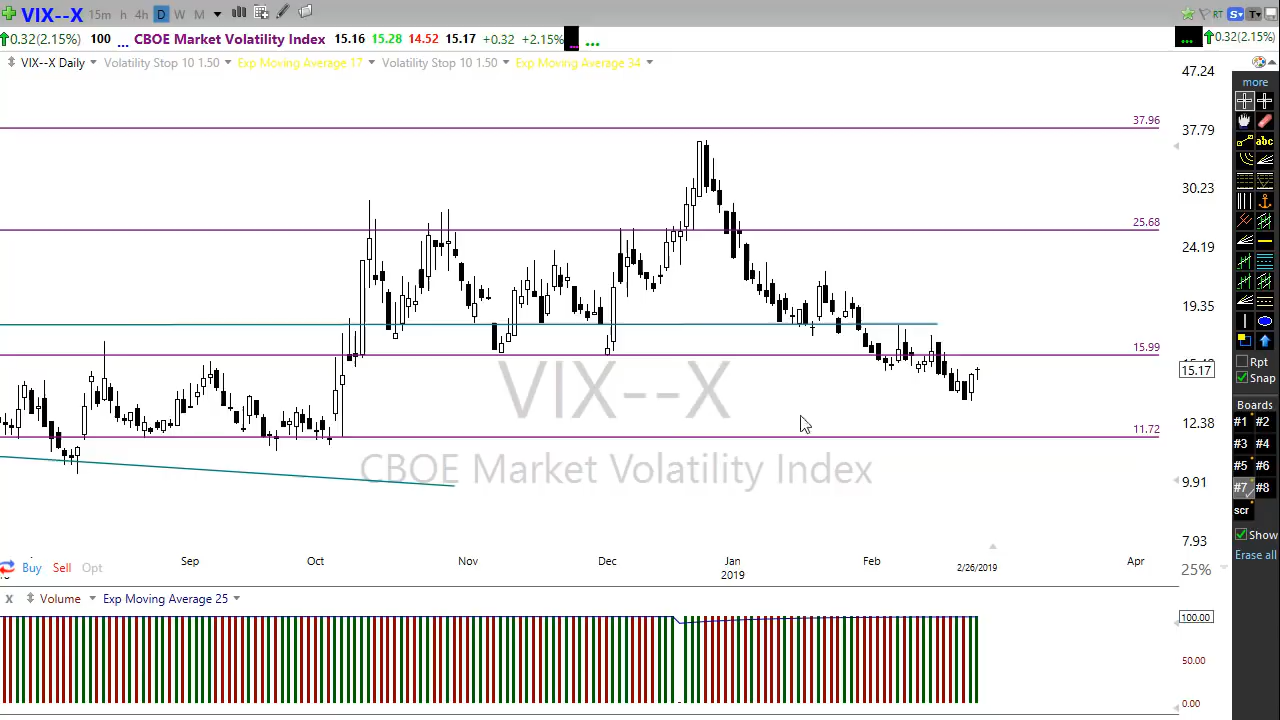 VIX--X 15m h 4h D W M S T RT
0.32(2.15%) 100 ... CBOE Market Volatility Index 15.16 15.28 14.52 15.17 +0.32 +2.15% ... ... ... 0.32(2.15%)
VIX--X Daily Volatility Stop 10 1.50 Exp Moving Average 17 Volatility Stop 10 1.50 Exp Moving Average 34
47.24
more
37.96
37.79
abc
30.23
25.68
24.19
19.35
15.99
15.17
Rpt
Snap
VIX--X
Boards
12.38
#1 #2
11.72
#3 #4
CBOE Market Volatility Index
#5 #6
9.91
#7 #8
scr
Show
7.93
Erase all
Sep Oct Nov Dec Jan Feb Apr
2019 2/26/2019
Buy Sell Opt 25%
X Volume Exp Moving Average 25
100.00
50.00
0.00